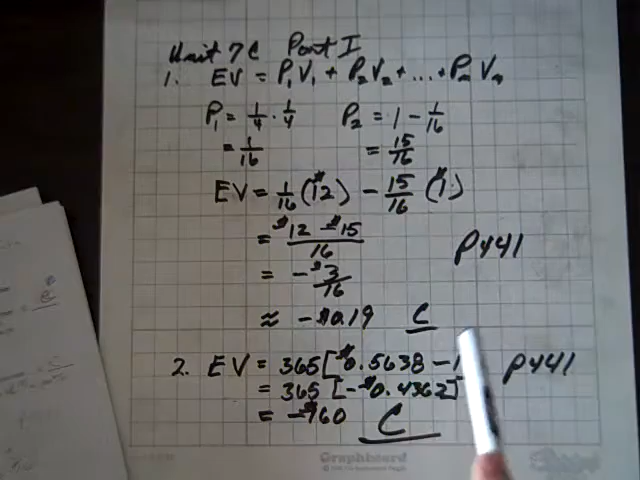 Unit 7C Part I
1. EV = P₁V₁ + P₂V₂ + ... + PₙVₙ
P₁ = 1/4 · 1/4 P₂ = 1 - 1/16
= 1/16 = 15/16
EV = 1/16 ($12) - 15/16 ($1)
= $12 - $15 / 16
= -$3/16 P441
≈ -$0.19 C
2. EV = 365[$0.5638 - 1 P441
= 365 [-$0.4362]
= -$160 C
Graphboard